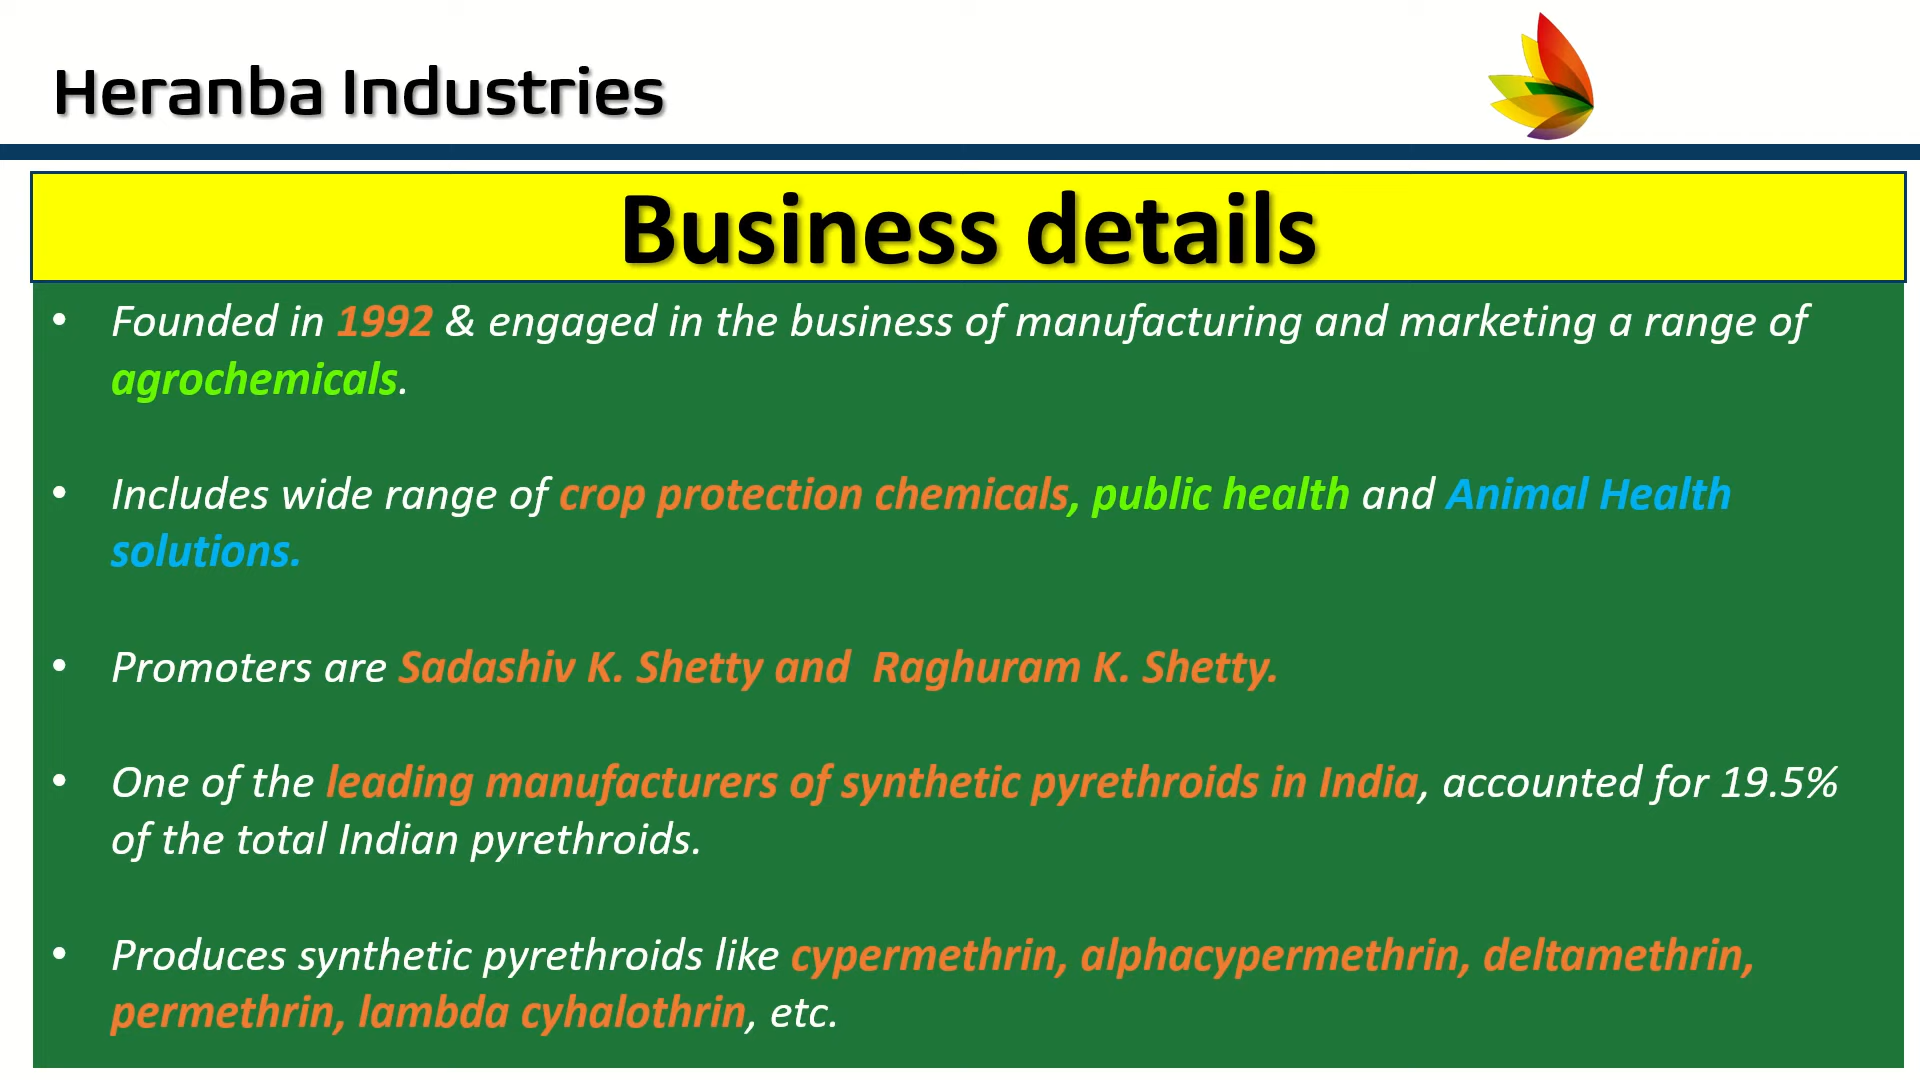 Heranba Industries
Business details
• Founded in 1992 & engaged in the business of manufacturing and marketing a range of
agrochemicals.
• Includes wide range of crop protection chemicals, public health and Animal Health
solutions.
• Promoters are Sadashiv K. Shetty and  Raghuram K. Shetty.
• One of the leading manufacturers of synthetic pyrethroids in India, accounted for 19.5%
of the total Indian pyrethroids.
• Produces synthetic pyrethroids like cypermethrin, alphacypermethrin, deltamethrin,
permethrin, lambda cyhalothrin, etc.